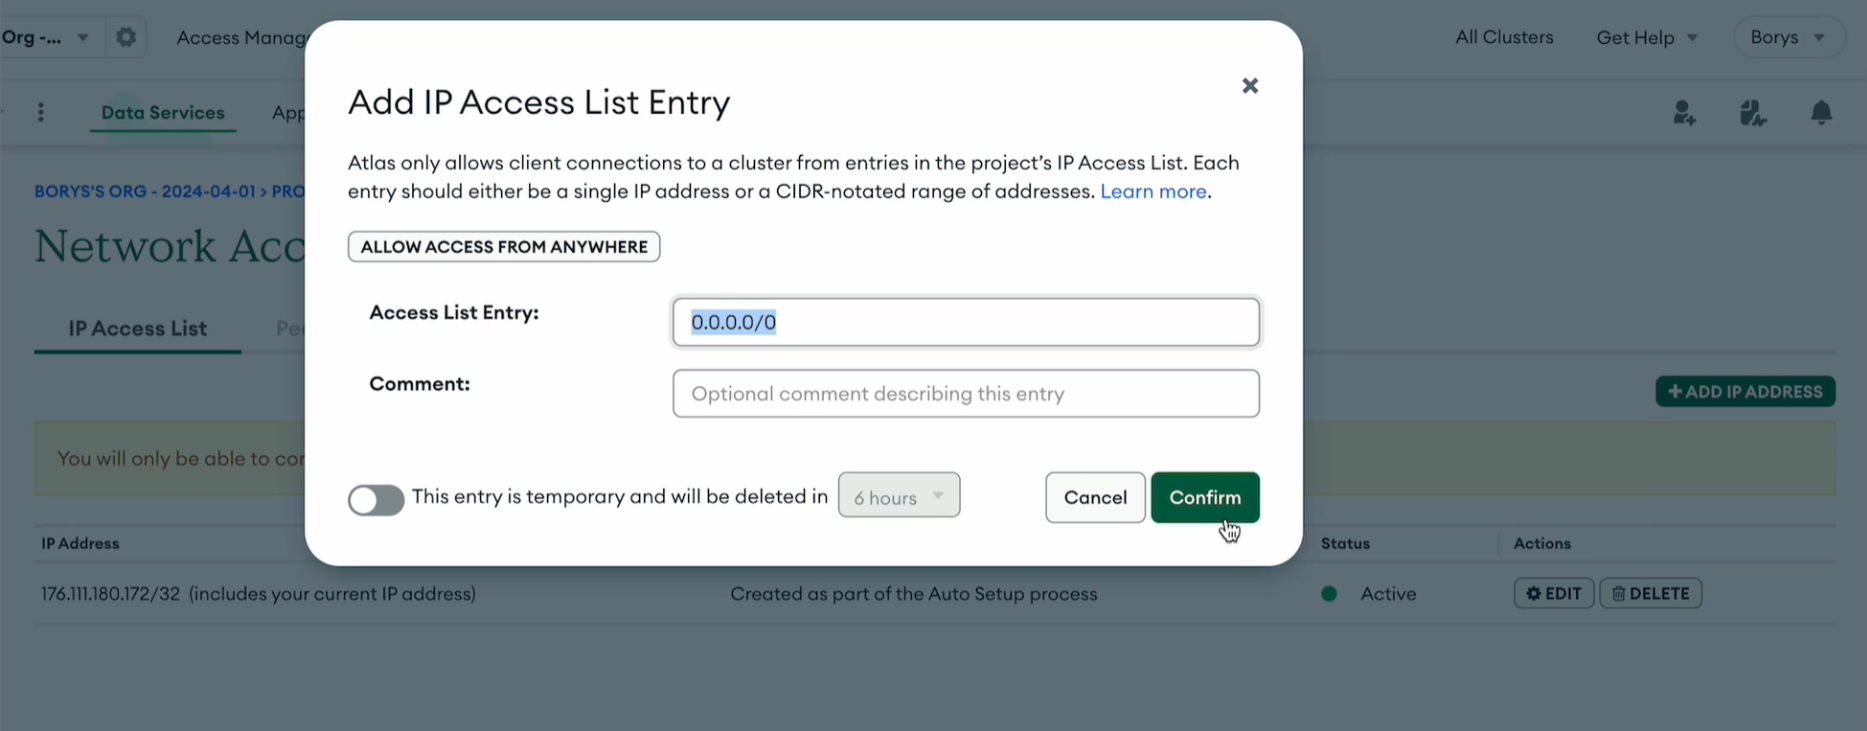 Org -...
Access Manag
All Clusters
Get Help
Borys
Data Services
App
BORYS'S ORG - 2024-04-01 > PRO
Network Acc
IP Access List
Pe
Add IP Access List Entry
Atlas only allows client connections to a cluster from entries in the project's IP Access List. Each
entry should either be a single IP address or a CIDR-notated range of addresses. Learn more.
ALLOW ACCESS FROM ANYWHERE
Access List Entry:
0.0.0.0/0
Comment:
Optional comment describing this entry
This entry is temporary and will be deleted in
6 hours
Cancel
Confirm
+ ADD IP ADDRESS
You will only be able to con
IP Address
Status
Actions
176.111.180.172/32 (includes your current IP address)
Created as part of the Auto Setup process
Active
EDIT
DELETE